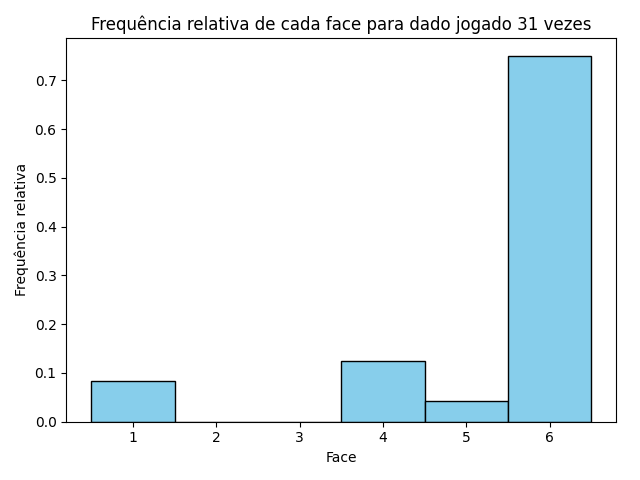 Frequência relativa de cada face para dado jogado 31 vezes
Frequência relativa
0.7
0.6
0.5
0.4
0.3
0.2
0.1
0.0
1 2 3 4 5 6
Face